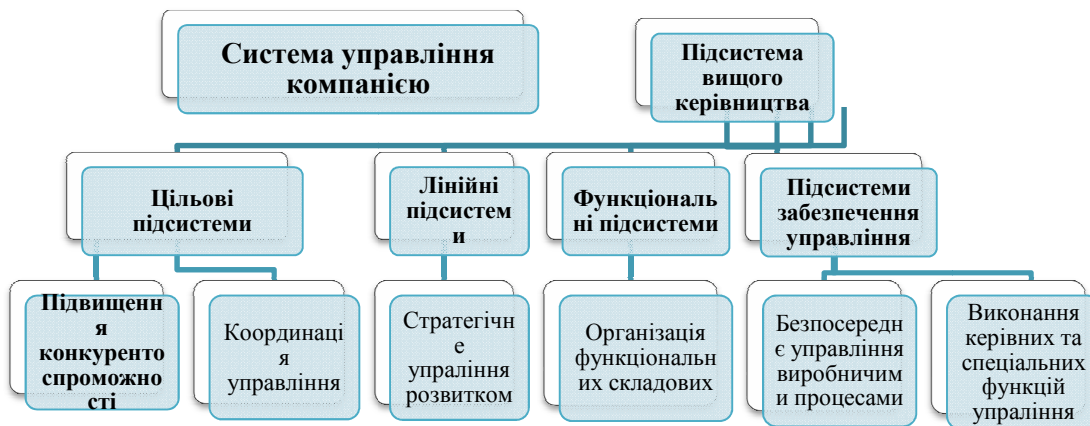 Система управління
компанією
Підсистема
вищого
керівництва
Цільові
підсистеми
Лінійні
підсистем
и
Функціональ
ні підсистеми
Підсистеми
забезпечення
управління
Підвищенн
я
конкуренто
спроможно
сті
Координаці
я
управління
Стратегічн
е
упраління
розвитком
Організація
функціональн
их складових
Безпосередн
є управління
виробничим
и процесами
Виконання
керівних та
спеціальних
функцій
упраління